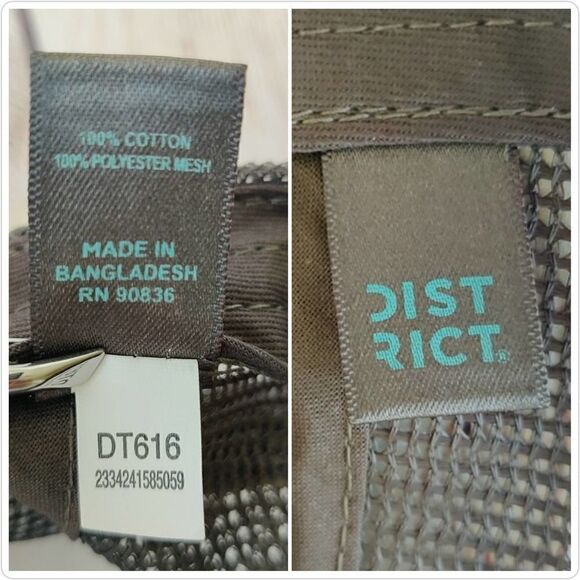 100% COTTON
100% POLYESTER MESH
MADE IN
BANGLADESH
RN 90836
DT616
2334241585059
DIST
RICT®